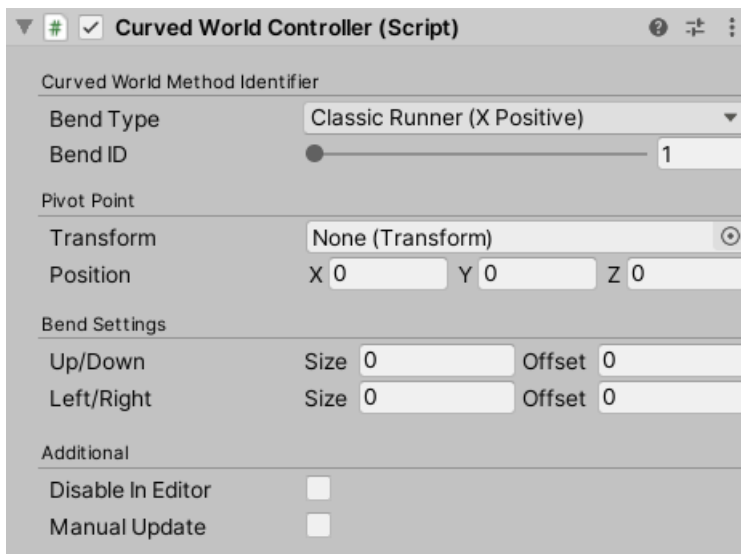 # Curved World Controller (Script)
Curved World Method Identifier
Bend Type Classic Runner (X Positive)
Bend ID 1
Pivot Point
Transform None (Transform)
Position X 0 Y 0 Z 0
Bend Settings
Up/Down Size 0 Offset 0
Left/Right Size 0 Offset 0
Additional
Disable In Editor
Manual Update